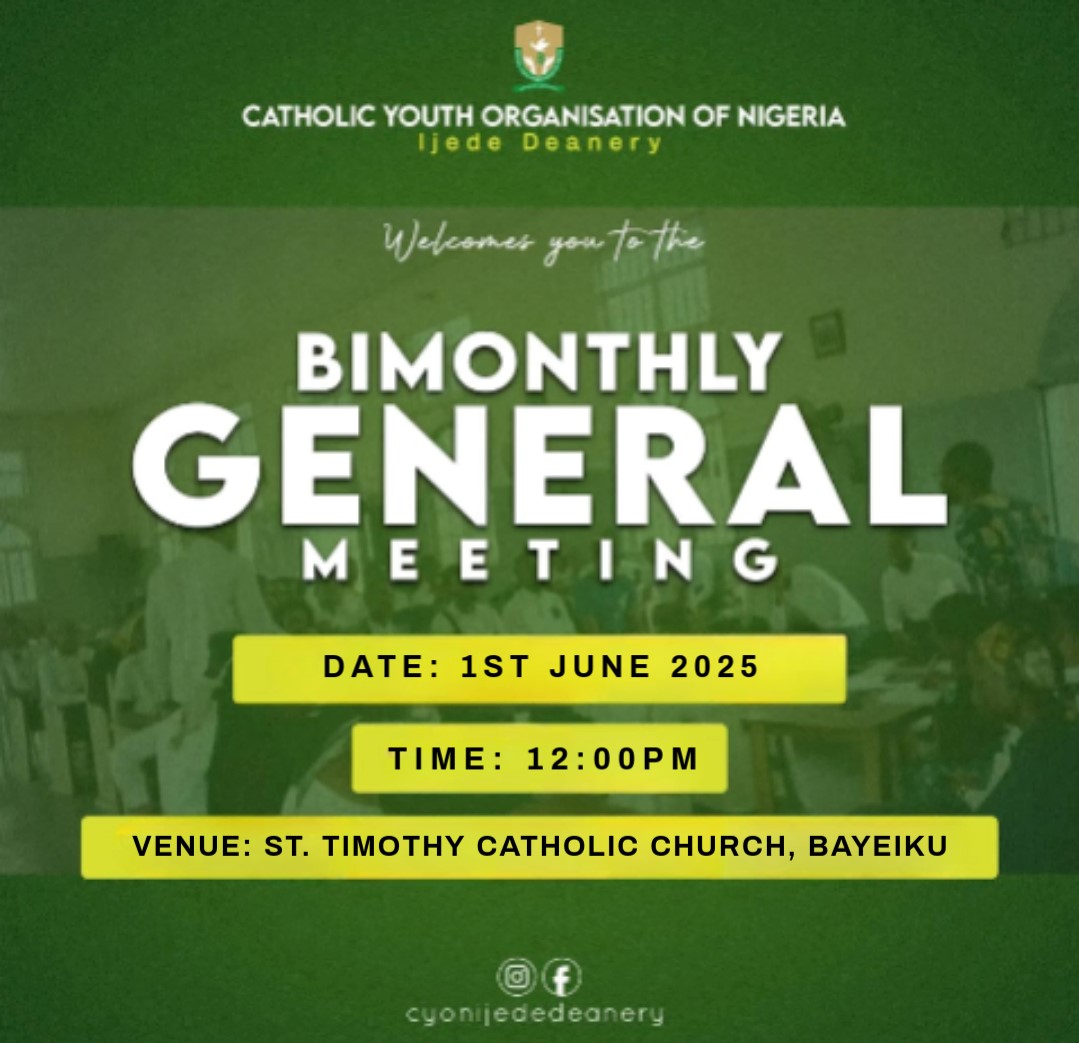 CATHOLIC YOUTH ORGANISATION OF NIGERIA
Ijede Deanery
Welcomes you to the
BIMONTHLY
GENERAL
MEETING
DATE: 1ST JUNE 2025
TIME: 12:00PM
VENUE: ST. TIMOTHY CATHOLIC CHURCH, BAYEIKU
cyonijededeanery